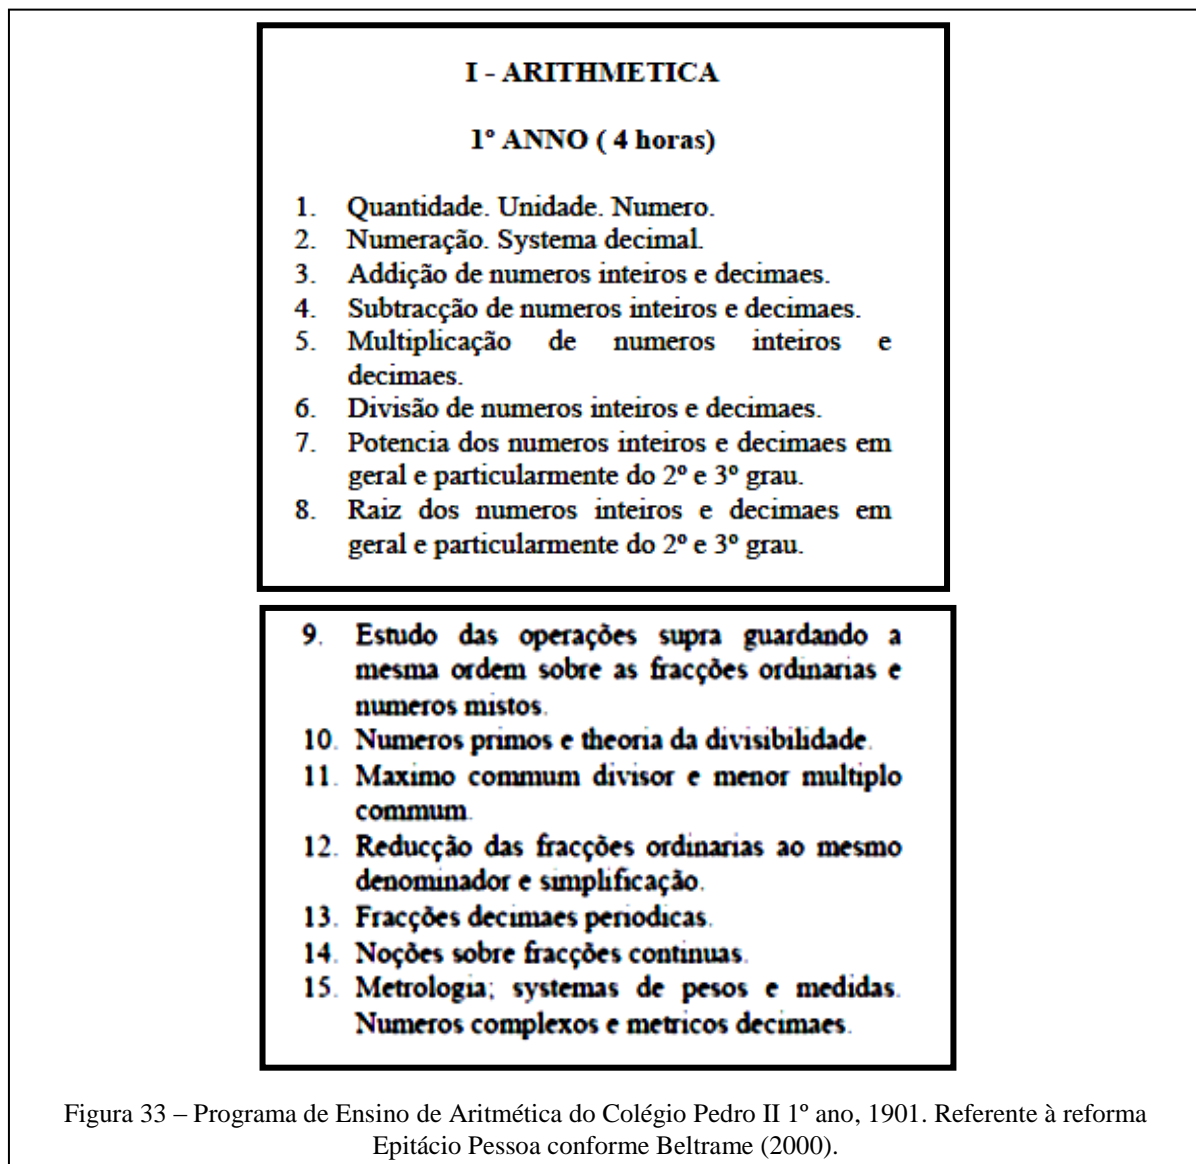 I - ARITHMETICA
1º ANNO ( 4 horas)
1. Quantidade. Unidade. Numero.
2. Numeração. Systema decimal.
3. Addição de numeros inteiros e decimaes.
4. Subtracção de numeros inteiros e decimaes.
5. Multiplicação de numeros inteiros e
decimaes.
6. Divisão de numeros inteiros e decimaes.
7. Potencia dos numeros inteiros e decimaes em
geral e particularmente do 2º e 3º grau.
8. Raiz dos numeros inteiros e decimaes em
geral e particularmente do 2º e 3º grau.
9. Estudo das operações supra guardando a
mesma ordem sobre as fracções ordinarias e
numeros mistos.
10. Numeros primos e theoria da divisibilidade.
11. Maximo commum divisor e menor multiplo
commum.
12. Reducção das fracções ordinarias ao mesmo
denominador e simplificação.
13. Fracções decimaes periodicas.
14. Noções sobre fracções continuas.
15. Metrologia; systemas de pesos e medidas.
Numeros complexos e metricos decimaes.
Figura 33 – Programa de Ensino de Aritmética do Colégio Pedro II 1º ano, 1901. Referente à reforma
Epitácio Pessoa conforme Beltrame (2000).